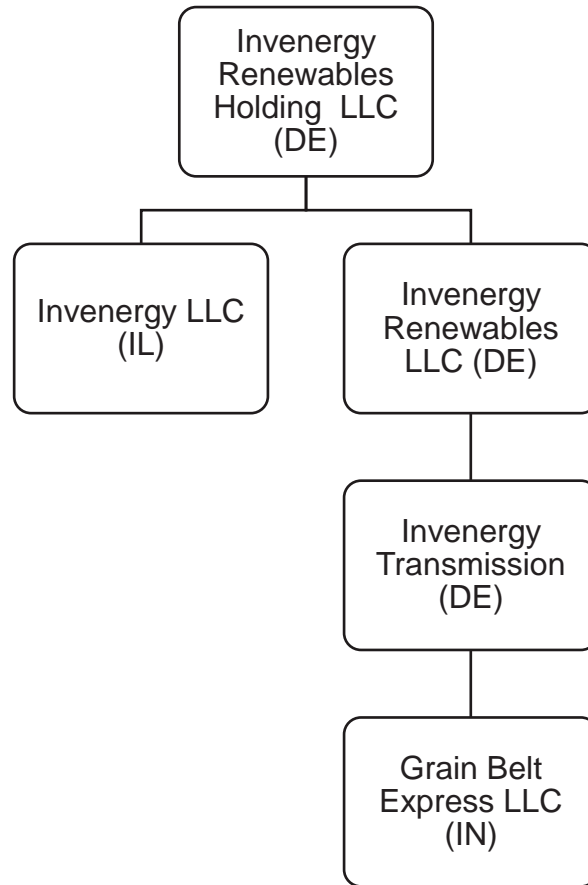 Invenergy
Renewables
Holding LLC
(DE)
Invenergy LLC
(IL)
Invenergy
Renewables
LLC (DE)
Invenergy
Transmission
(DE)
Grain Belt
Express LLC
(IN)